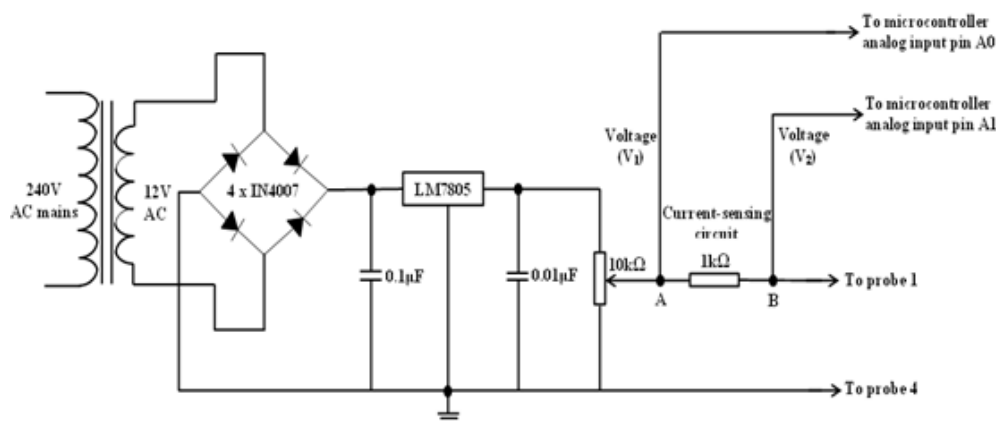 To microcontroller
analog input pin A0
To microcontroller
analog input pin A1
Voltage
(V₁)
Voltage
(V₂)
240V
AC mains
12V
AC
4 x IN4007
LM7805
Current-sensing
circuit
0.1µF
0.01µF
10kΩ
1kΩ
A
B
To probe 1
To probe 4